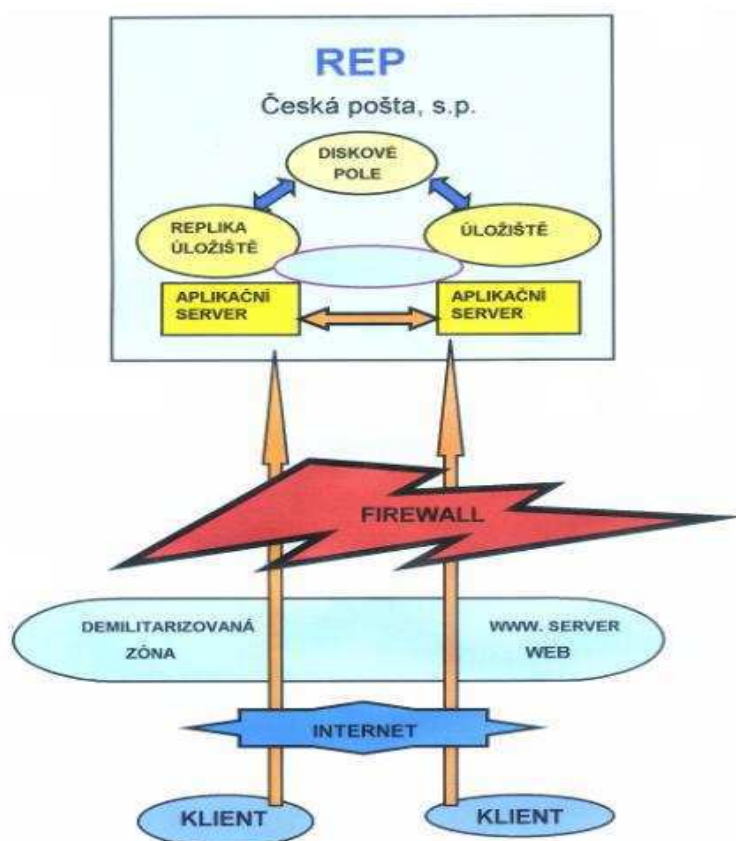 REP
Česká pošta, s.p.
DISKOVÉ
POLE
REPLIKA
ÚLOŽIŠTĚ
ÚLOŽIŠTĚ
APLIKAČNÍ
SERVER
APLIKAČNÍ
SERVER
FIREWALL
DEMILITARIZOVANÁ
ZÓNA
WWW. SERVER
WEB
INTERNET
KLIENT
KLIENT